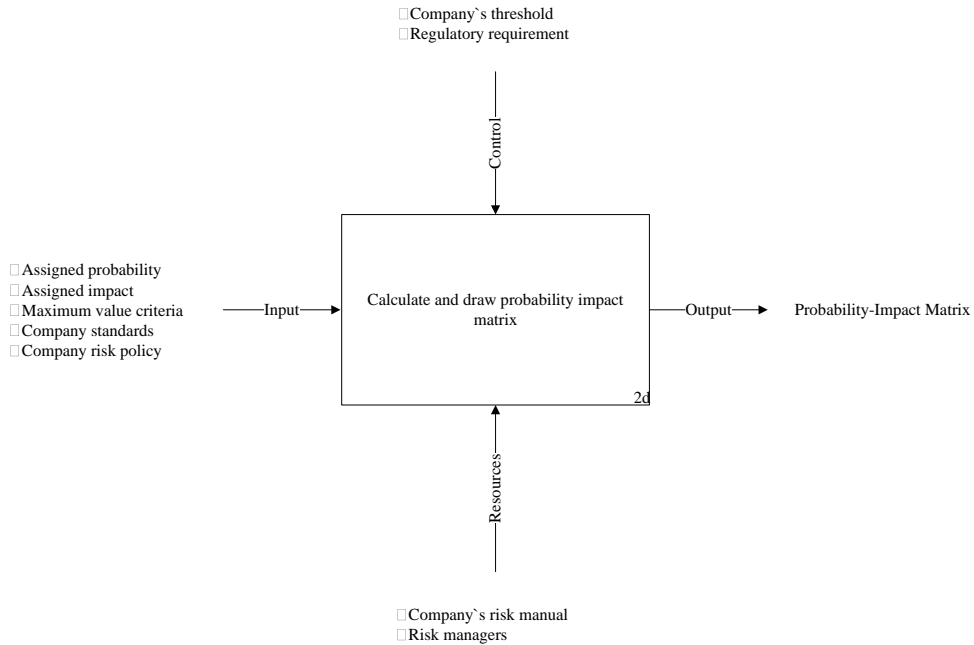 Company`s threshold
Regulatory requirement
Control
Assigned probability
Assigned impact
Maximum value criteria
Company standards
Company risk policy
Input
Calculate and draw probability impact
matrix
2d
Output
Probability-Impact Matrix
Resources
Company`s risk manual
Risk managers